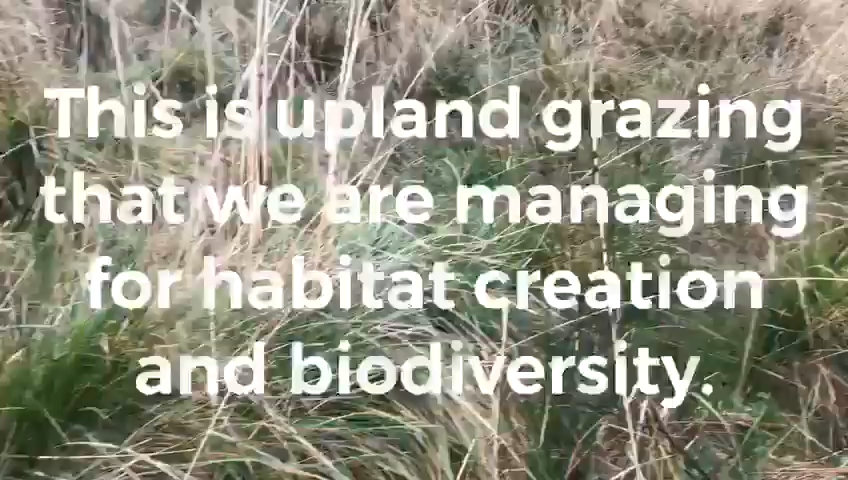 This is upland grazing
that we are managing
for habitat creation
and biodiversity.